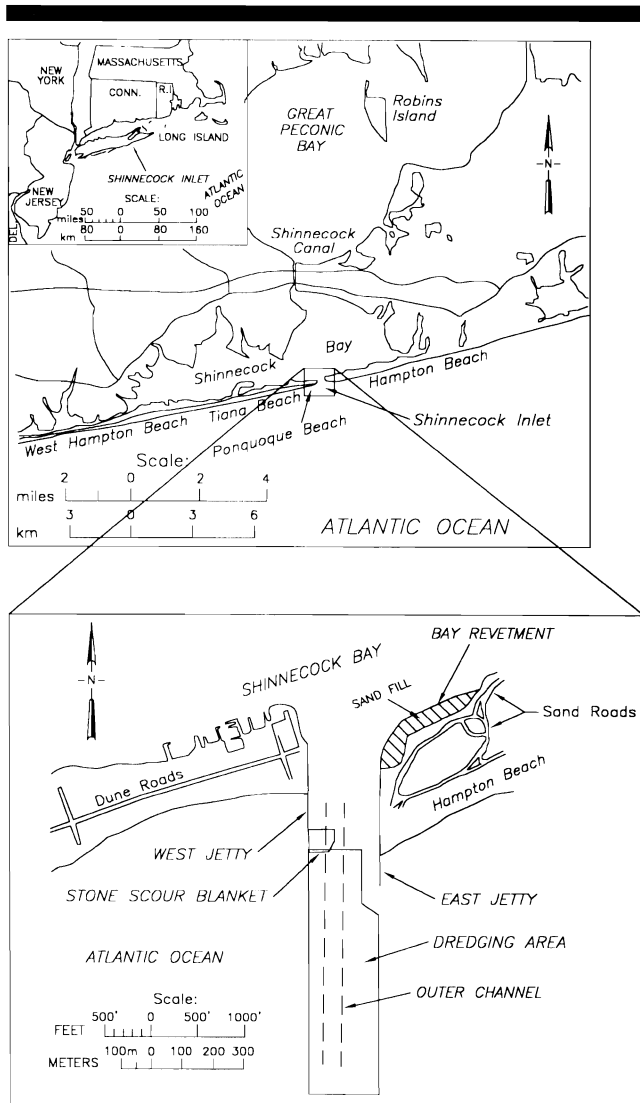 MASSACHUSETTS
NEW
YORK
CONN.
R.I
LONG ISLAND
SHINNECOCK INLET
ATLANTIC
OCEAN
NEW
JERSEY
DEL
SCALE:
50 0 50 100
miles
km
80 0 80 160
GREAT
PECONIC
BAY
Robins
Island
-N-
Shinnecock
Canal
Shinnecock
Bay
Hampton Beach
Shinnecock Inlet
West Hampton Beach
Tiana Beach
Ponquoque Beach
Scale:
2 0 2 4
miles
3 0 3 6
km
ATLANTIC OCEAN
-N-
SHINNECOCK BAY
BAY REVETMENT
SAND FILL
Sand Roads
Dune Roads
Hampton Beach
WEST JETTY
STONE SCOUR BLANKET
EAST JETTY
DREDGING AREA
ATLANTIC OCEAN
OUTER CHANNEL
Scale:
500' 0 500' 1000'
FEET
100m 0 100 200 300
METERS